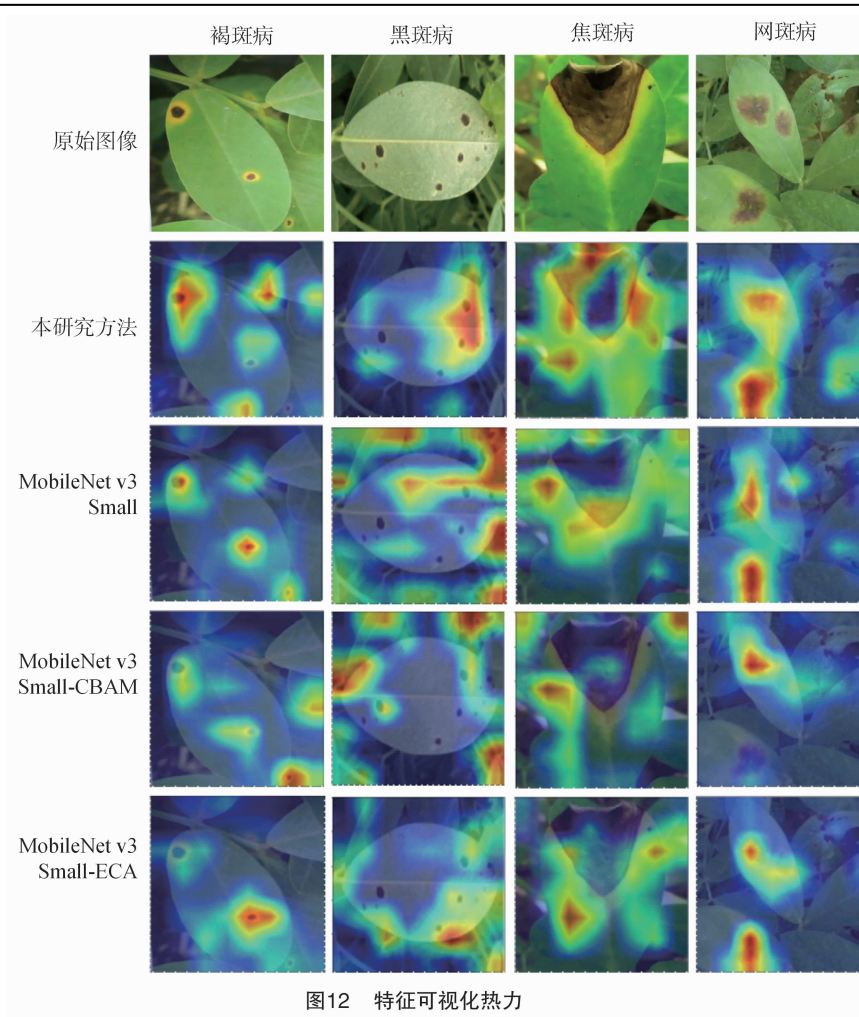 褐斑病 黑斑病 焦斑病 网斑病
原始图像
本研究方法
MobileNet v3
Small
MobileNet v3
Small-CBAM
MobileNet v3
Small-ECA
图12 特征可视化热力